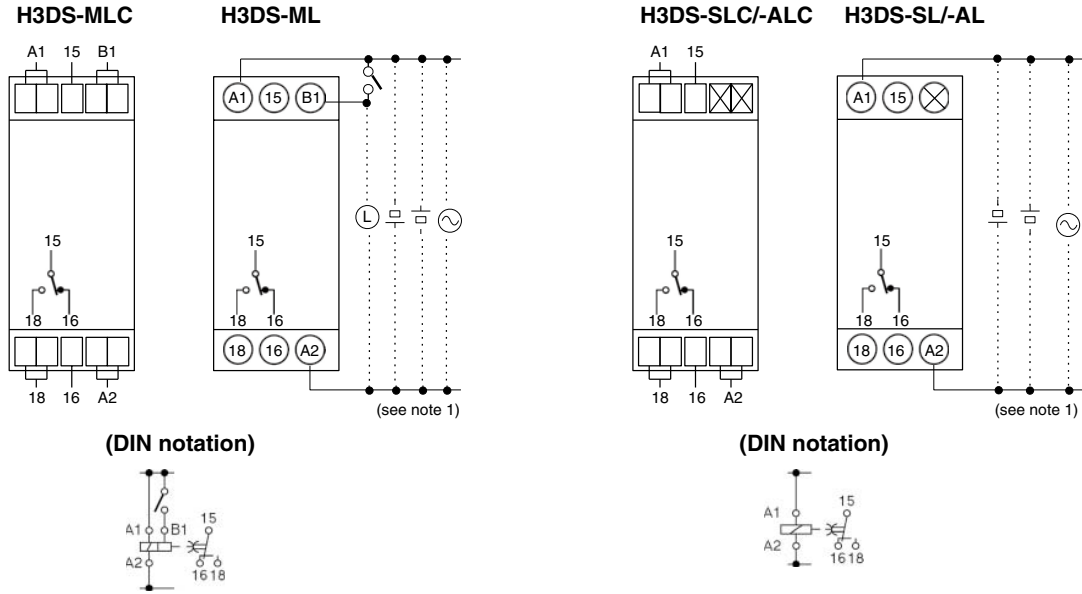 H3DS-MLC H3DS-ML H3DS-SLC/-ALC H3DS-SL/-AL
A1 15 B1 A1 15
A1 15 B1 A1 15
L
15 15 15 15
18 16 18 16 18 16 18 16
18 16 A2 18 16 A2
18 16 A2 (see note 1) 18 16 A2 (see note 1)
(DIN notation) (DIN notation)
15 15
A1 B1 A1
A2 A2
16 18 16 18